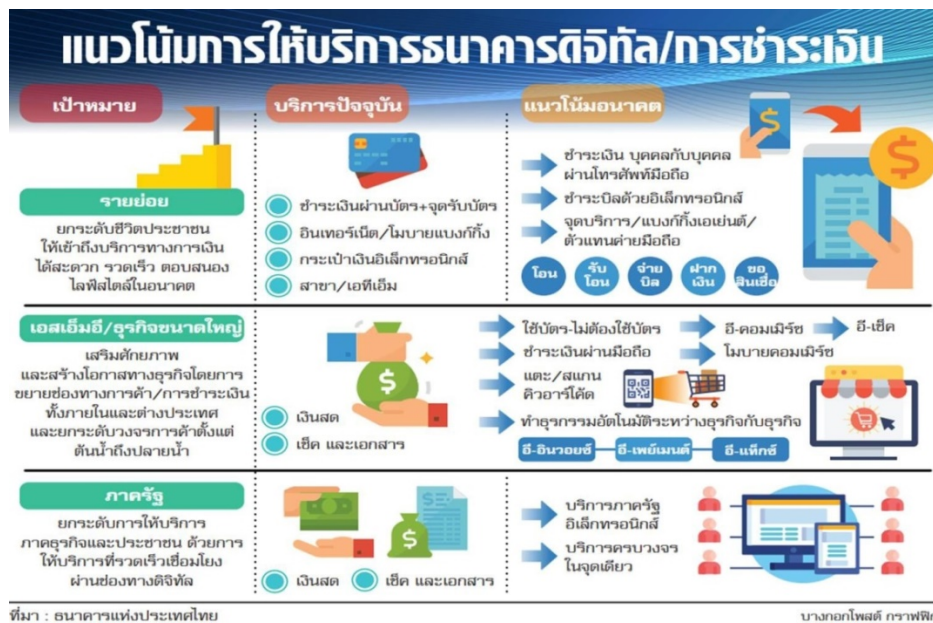 แนวโน้มการให้บริการธนาคารดิจิทัล/การชำระเงิน
เป้าหมาย
บริการปัจจุบัน
แนวโน้มอนาคต
รายย่อย
ยกระดับชีวิตประชาชน
ให้เข้าถึงบริการทางการเงิน
ได้สะดวก รวดเร็ว ตอบสนอง
ไลฟ์สไตล์ในอนาคต
ชำระเงินผ่านบัตร+จุดรับบัตร
อินเทอร์เน็ต/โมบายแบงก์กิ้ง
กระเป๋าเงินอิเล็กทรอนิกส์
สาขา/เอทีเอ็ม
ชำระเงิน บุคคลกับบุคคล
ผ่านโทรศัพท์มือถือ
ชำระบิลด้วยอิเล็กทรอนิกส์
จุดบริการ/แบงก์กิ้งเอเย่นต์/
ตัวแทนค่ายมือถือ
โอน
รับ
โอน
จ่าย
บิล
ฝาก
เงิน
ขอ
สินเชื่อ
เอสเอ็มอี/ธุรกิจขนาดใหญ่
เสริมศักยภาพ
และสร้างโอกาสทางธุรกิจโดยการ
ขยายช่องทางการค้า/การชำระเงิน
ทั้งภายในและต่างประเทศ
และยกระดับวงจรการค้าตั้งแต่
ต้นน้ำถึงปลายน้ำ
เงินสด
เช็ค และเอกสาร
ใช้บัตร-ไม่ต้องใช้บัตร
อี-คอมเมิร์ซ
อี-เช็ค
ชำระเงินผ่านมือถือ
โมบายคอมเมิร์ซ
แตะ/สแกน
คิวอาร์โค้ด
ทำธุรกรรมอัตโนมัติระหว่างธุรกิจกับธุรกิจ
อี-อินวอยซ์
อี-เพย์เมนต์
อี-แท็กซ์
ภาครัฐ
ยกระดับการให้บริการ
ภาคธุรกิจและประชาชน ด้วยการ
ให้บริการที่รวดเร็วเชื่อมโยง
ผ่านช่องทางดิจิทัล
เงินสด
เช็ค และเอกสาร
บริการภาครัฐ
อิเล็กทรอนิกส์
บริการครบวงจร
ในจุดเดียว
ที่มา : ธนาคารแห่งประเทศไทย
บางกอกโพสต์ กราฟฟิก